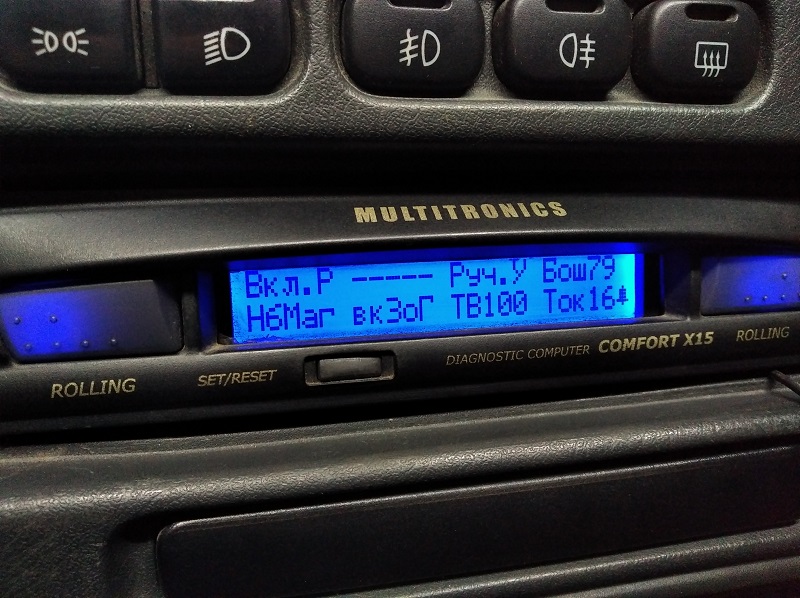 MULTITRONICS
Вкл.Р ----- Руч.У Бош79
Н6Маг вкЗоГ ТВ100 Ток16
ROLLING
SET/RESET
DIAGNOSTIC COMPUTER COMFORT X15
ROLLING